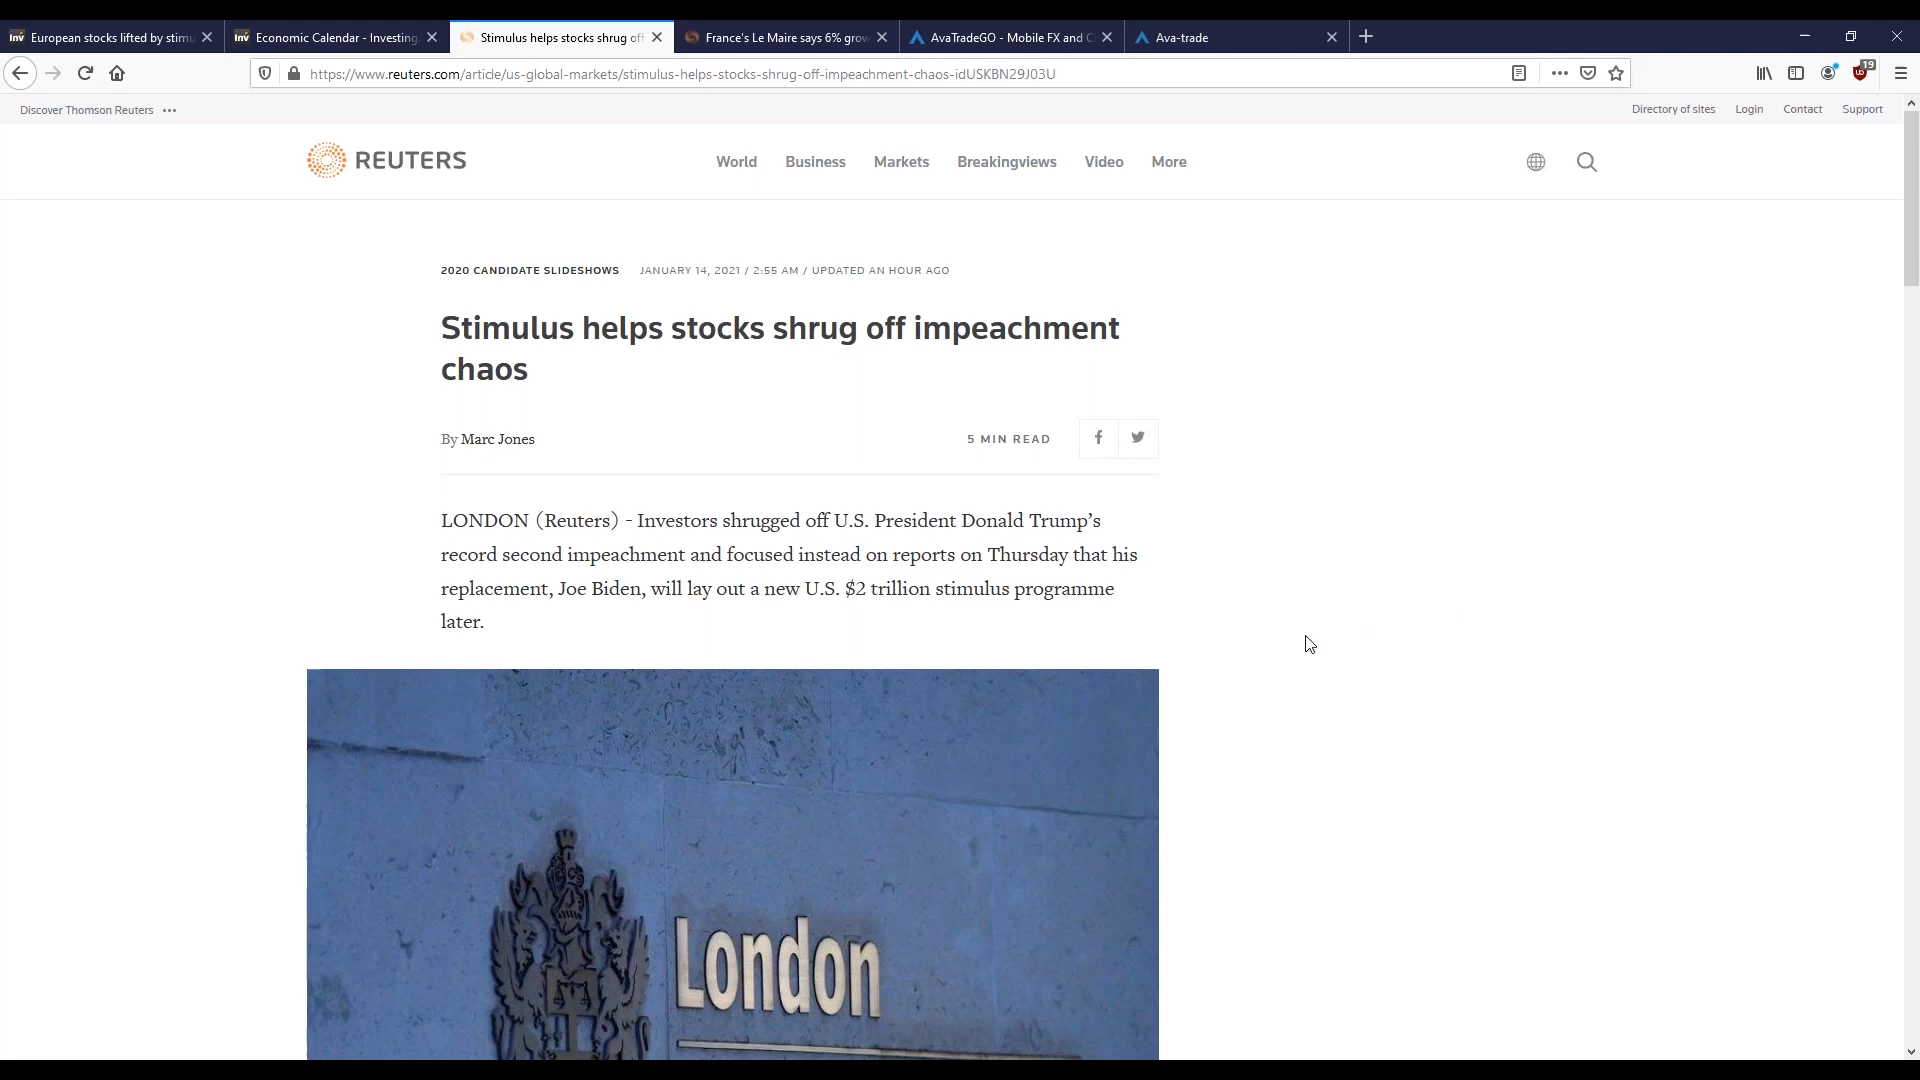 European stocks lifted by stimu
Economic Calendar - Investing
Stimulus helps stocks shrug off
France's Le Maire says 6% grow
AvaTradeGO - Mobile FX and C
Ava-trade
https://www.reuters.com/article/us-global-markets/stimulus-helps-stocks-shrug-off-impeachment-chaos-idUSKBN29J03U
19
Discover Thomson Reuters
Directory of sites Login Contact Support
REUTERS
World Business Markets Breakingviews Video More
2020 CANDIDATE SLIDESHOWS JANUARY 14, 2021 / 2:55 AM / UPDATED AN HOUR AGO
Stimulus helps stocks shrug off impeachment
chaos
By Marc Jones
5 MIN READ
LONDON (Reuters) - Investors shrugged off U.S. President Donald Trump’s
record second impeachment and focused instead on reports on Thursday that his
replacement, Joe Biden, will lay out a new U.S. $2 trillion stimulus programme
later.
London